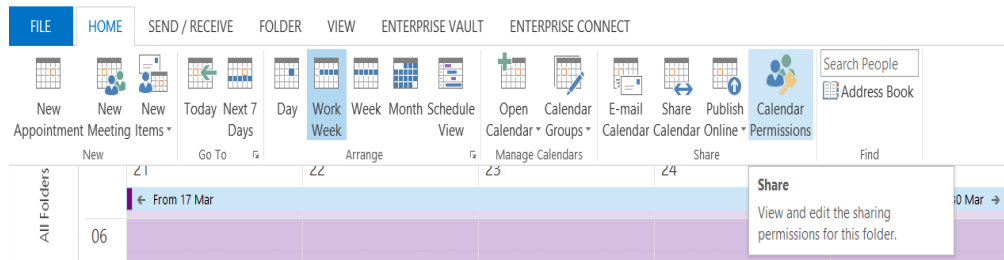 FILE HOME SEND / RECEIVE FOLDER VIEW ENTERPRISE VAULT ENTERPRISE CONNECT
Search People
Address Book
New New New Today Next 7 Day Work Week Month Schedule Open Calendar E-mail Share Publish Calendar
Appointment Meeting Items Days Week View Calendar Groups Calendar Calendar Online Permissions
New Go To Arrange Manage Calendars Share Find
21 22 23 24
All Folders
From 17 Mar 30 Mar
06
Share
View and edit the sharing
permissions for this folder.